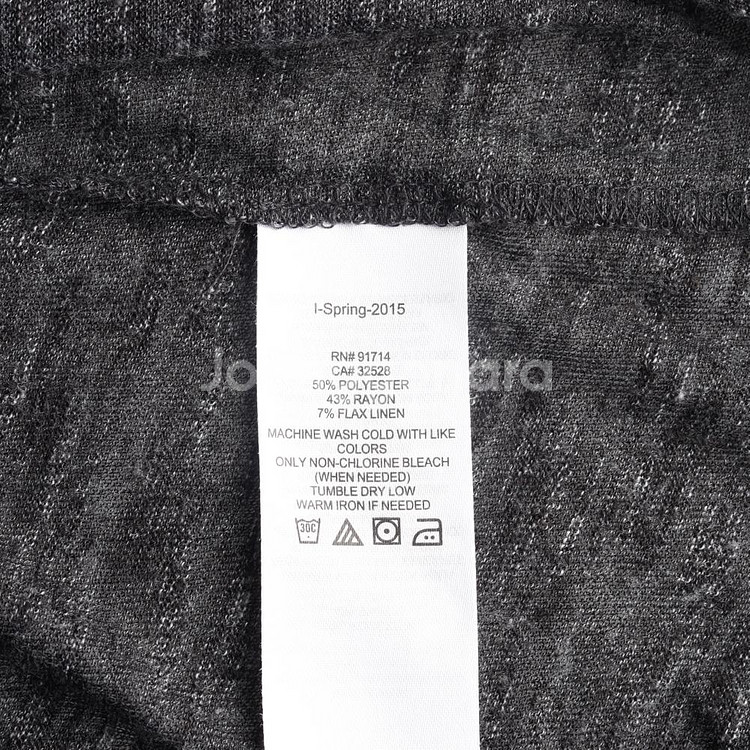 I-Spring-2015
RN# 91714
CA# 32528
50% POLYESTER
43% RAYON
7% FLAX LINEN
MACHINE WASH COLD WITH LIKE
COLORS
ONLY NON-CHLORINE BLEACH
(WHEN NEEDED)
TUMBLE DRY LOW
WARM IRON IF NEEDED
30C